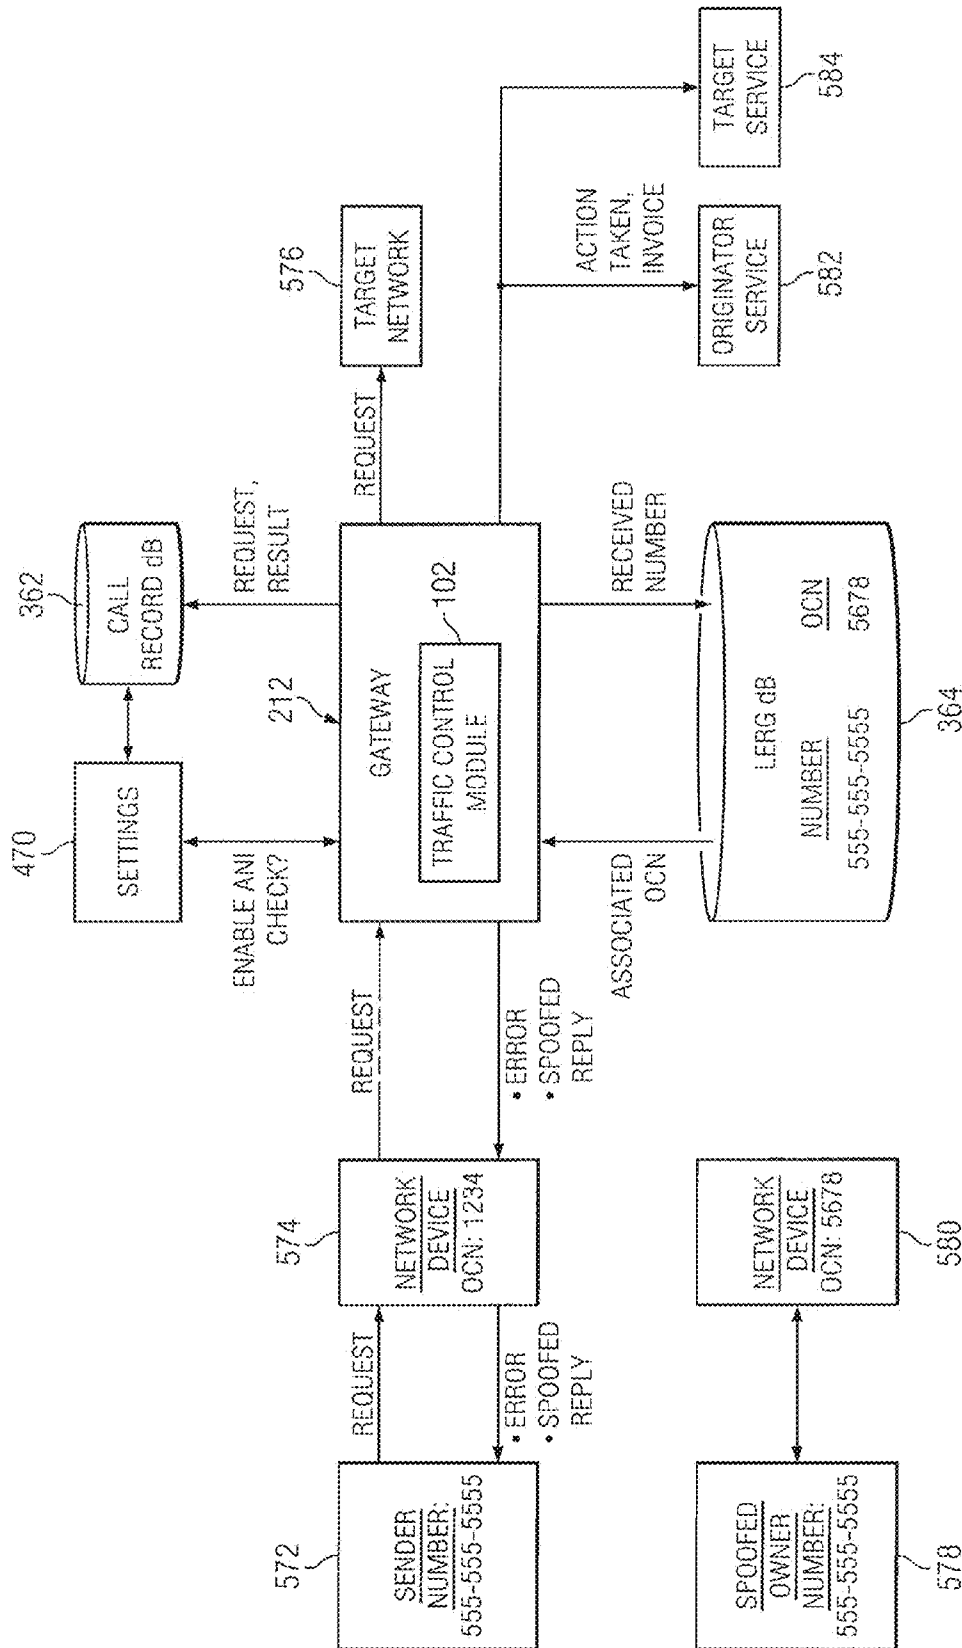 470
SETTINGS
362
CALL
RECORD dB
576
TARGET
NETWORK
ENABLE ANI
CHECK?
REQUEST,
RESULT
212
572
SENDER
NUMBER:
555-555-5555
REQUEST
• ERROR
• SPOOFED
REPLY
574
NETWORK
DEVICE
OCN: 1234
REQUEST
• ERROR
• SPOOFED
REPLY
GATEWAY
TRAFFIC CONTROL
MODULE
102
REQUEST
ACTION
TAKEN,
INVOICE
ASSOCIATED
OCN
RECEIVED
NUMBER
SPOOFED
OWNER
NUMBER:
555-555-5555
578
NETWORK
DEVICE
OCN: 5678
580
LERG dB
NUMBER OCN
555-555-5555 5678
364
ORIGINATOR
SERVICE
582
TARGET
SERVICE
584